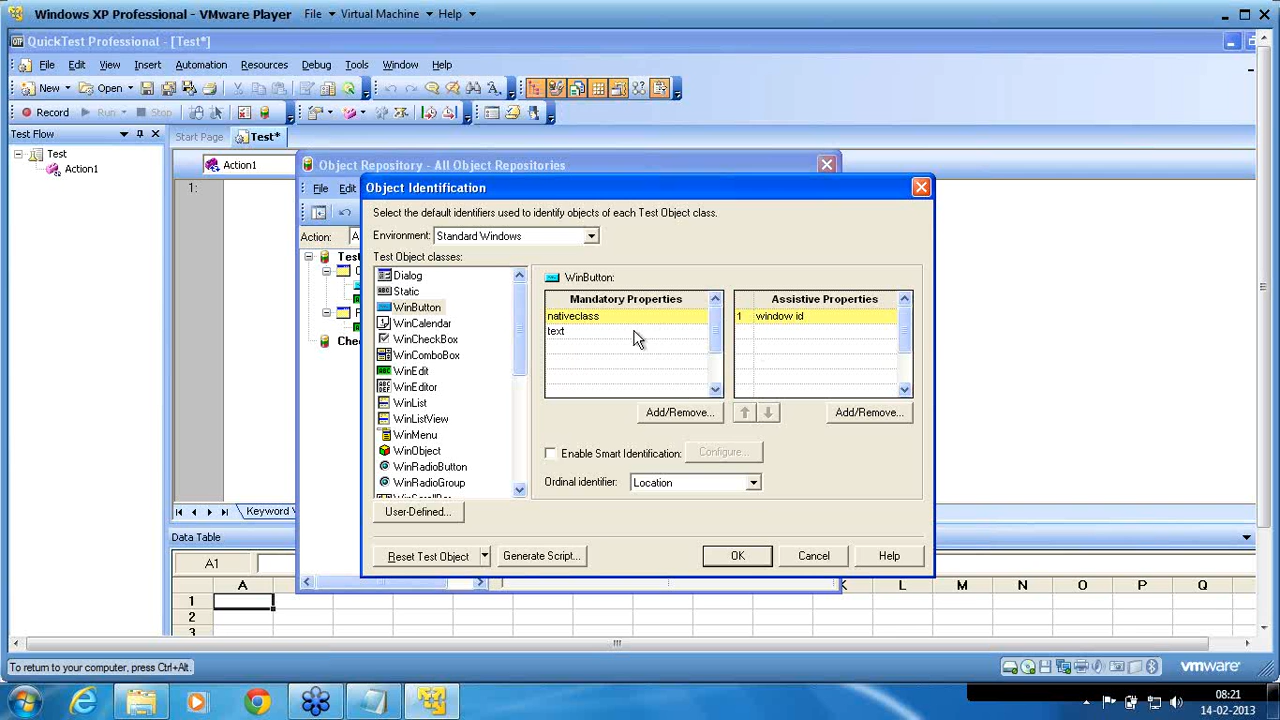 Windows XP Professional - VMware Player File Virtual Machine Help
QuickTest Professional - [Test*]
File Edit View Insert Automation Resources Debug Tools Window Help
New Open
Record Run Stop
Test Flow
Start Page Test*
Test
Action1
Action1
1:
Object Repository - All Object Repositories
File Edit
Action:
Object Identification
Select the default identifiers used to identify objects of each Test Object class.
Environment: Standard Windows
Test Object classes:
Dialog
Static
WinButton
WinCalendar
WinCheckBox
WinComboBox
WinEdit
WinEditor
WinList
WinListView
WinMenu
WinObject
WinRadioButton
WinRadioGroup
WinButton:
Mandatory Properties
nativeclass
text
Assistive Properties
1 window id
Add/Remove...
Add/Remove...
Enable Smart Identification: Configure...
Ordinal identifier: Location
User-Defined...
Reset Test Object Generate Script... OK Cancel Help
Keyword
Data Table
A1
A K L M N O P Q
1
2
3
To return to your computer, press Ctrl+Alt.
vmware
08:21
14-02-2013